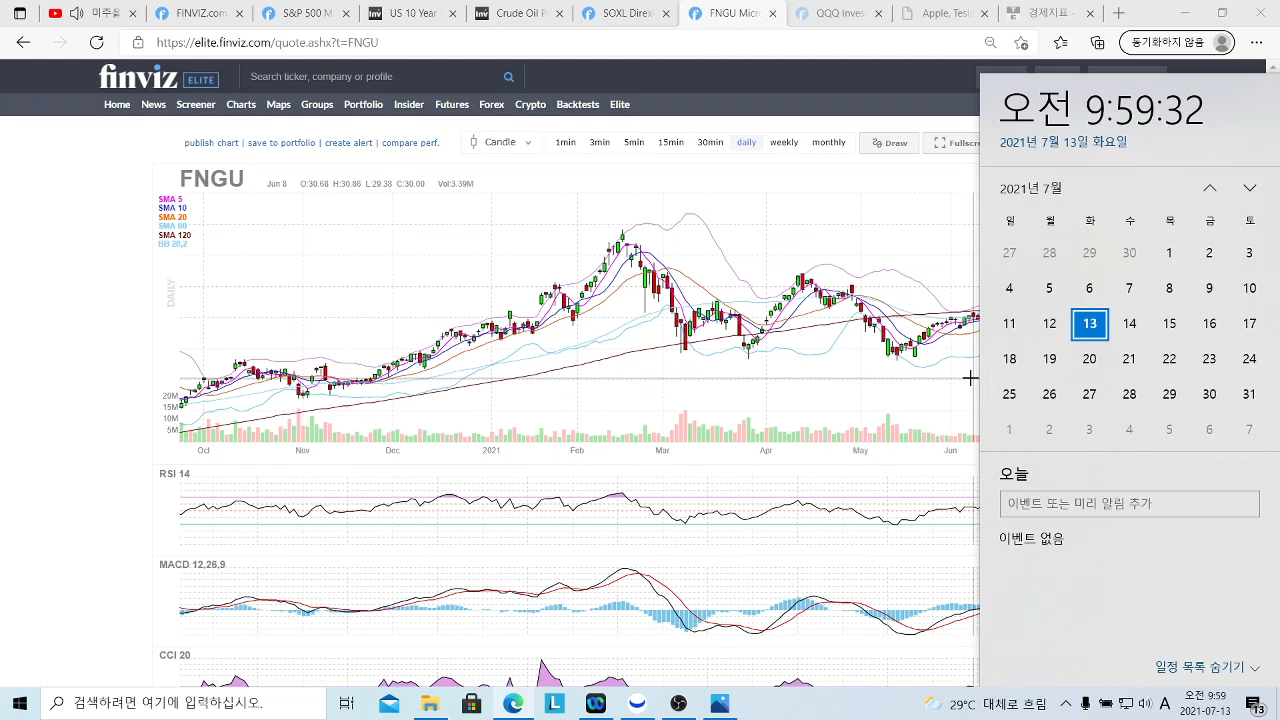 미주은
FINVIZ
S&P 500 M
US 10 Year
Crude Oil P
SOXL Direx
FNGU Micr
QQQ Inves
Apple, Tesla
경제지표 -
https://elite.finviz.com/quote.ashx?t=FNGU
동기화하지 않음
finviz ELITE
Search ticker, company or profile
Home News Screener Charts Maps Groups Portfolio Insider Futures Forex Crypto Backtests Elite
publish chart | save to portfolio | create alert | compare perf.
Candle 1min 3min 5min 15min 30min daily weekly monthly Draw Fullscre
FNGU Jun 8 O:30.68 H:30.86 L:29.38 C:30.00 Vol:3.39M
SMA 5
SMA 10
SMA 20
SMA 60
SMA 120
BB 20,2
DAILY
20M
15M
10M
5M
Oct Nov Dec 2021 Feb Mar Apr May Jun
RSI 14
MACD 12,26,9
CCI 20
오전 9:59:32
2021년 7월 13일 화요일
2021년 7월
일 월 화 수 목 금 토
27 28 29 30 1 2 3
4 5 6 7 8 9 10
11 12 13 14 15 16 17
18 19 20 21 22 23 24
25 26 27 28 29 30 31
1 2 3 4 5 6 7
오늘
이벤트 또는 미리 알림 추가
이벤트 없음
일정 목록 숨기기
검색하려면 여기에 입력하십시오.
29℃ 대체로 흐림
A
오전 9:59
2021-07-13
13